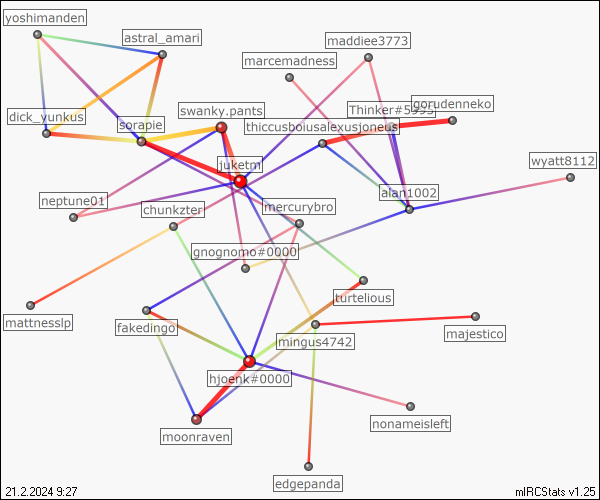 yoshimanden
astral_amari
maddiee3773
marcemadness
swanky.pants
Thinker#5995
gorudenneko
dick_yunkus
sorapie
thiccusboiusalexusjoneus
juketm
wyatt8112
alan1002
neptune01
chunkzter
mercurybro
gnognomo#0000
turtelious
mattnesslp
fakedingo
mingus4742
majestico
hjoenk#0000
nonameisleft
moonraven
edgepanda
21.2.2024 9:27
mIRCStats v1.25